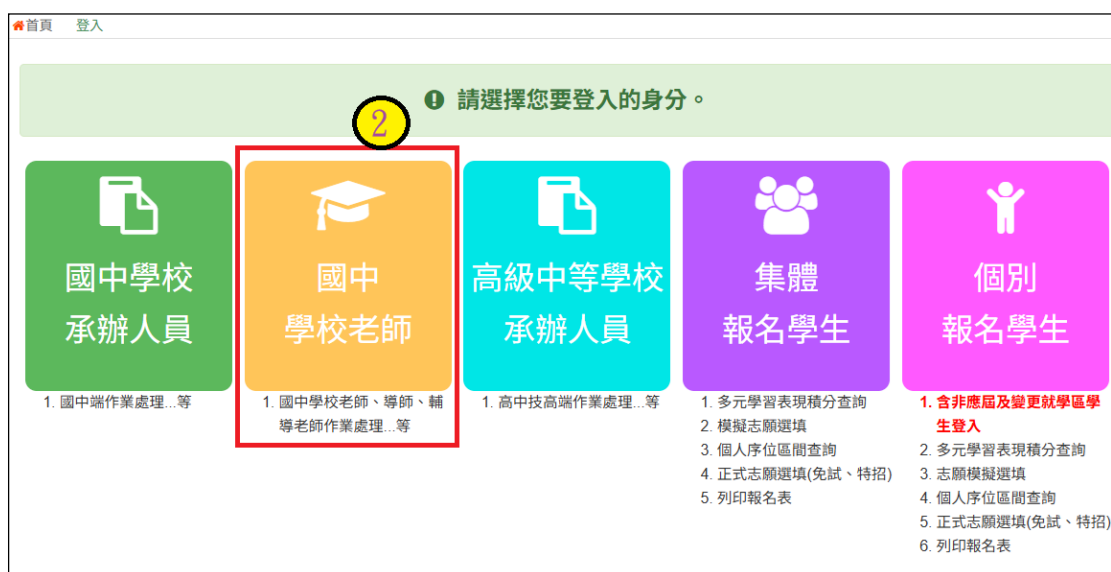 首頁 登入
請選擇您要登入的身分。
2
國中學校
承辦人員
1. 國中端作業處理...等
國中
學校老師
1. 國中學校老師、導師、輔
導老師作業處理...等
高級中等學校
承辦人員
1. 高中技高端作業處理...等
集體
報名學生
1. 多元學習表現積分查詢
2. 模擬志願選填
3. 個人序位區間查詢
4. 正式志願選填(免試、特招)
5. 列印報名表
個別
報名學生
1. 含非應屆及變更就學區學
生登入
2. 多元學習表現積分查詢
3. 志願模擬選填
4. 個人序位區間查詢
5. 正式志願選填(免試、特招)
6. 列印報名表